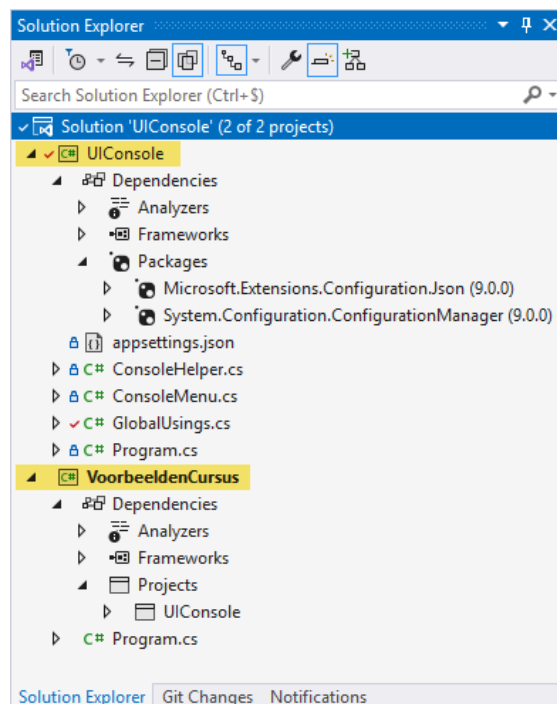 Solution Explorer
Search Solution Explorer (Ctrl+$)
Solution 'UIConsole' (2 of 2 projects)
C# UIConsole
Dependencies
Analyzers
Frameworks
Packages
Microsoft.Extensions.Configuration.Json (9.0.0)
System.Configuration.ConfigurationManager (9.0.0)
appsettings.json
C# ConsoleHelper.cs
C# ConsoleMenu.cs
C# GlobalUsings.cs
C# Program.cs
C# VoorbeeldenCursus
Dependencies
Analyzers
Frameworks
Projects
UIConsole
C# Program.cs
Solution Explorer Git Changes Notifications